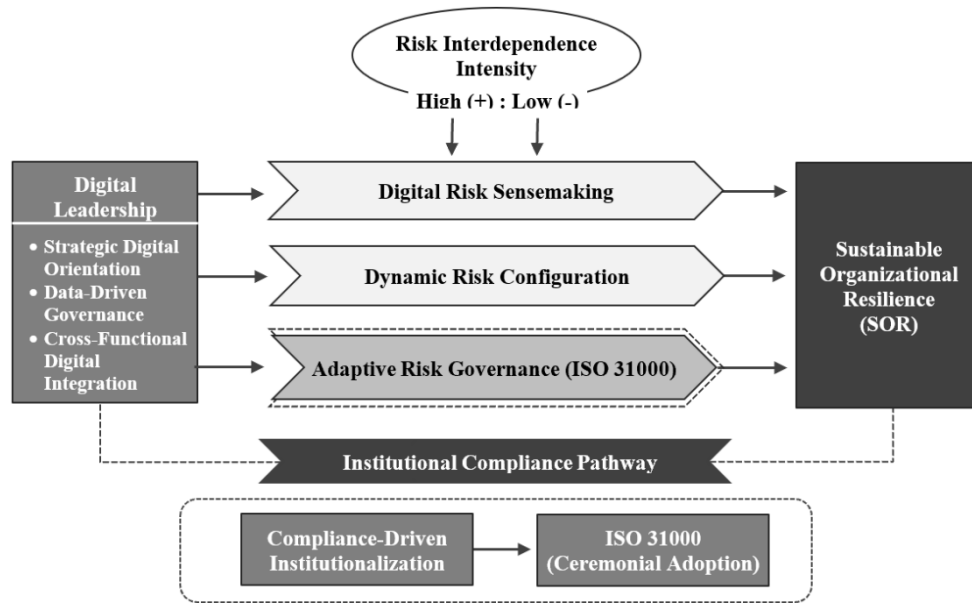 Risk Interdependence
Intensity
High (+) : Low (-)
Digital
Leadership
• Strategic Digital
Orientation
• Data-Driven
Governance
• Cross-Functional
Digital
Integration
Digital Risk Sensemaking
Dynamic Risk Configuration
Adaptive Risk Governance (ISO 31000)
Sustainable
Organizational
Resilience
(SOR)
Institutional Compliance Pathway
Compliance-Driven
Institutionalization
ISO 31000
(Ceremonial Adoption)